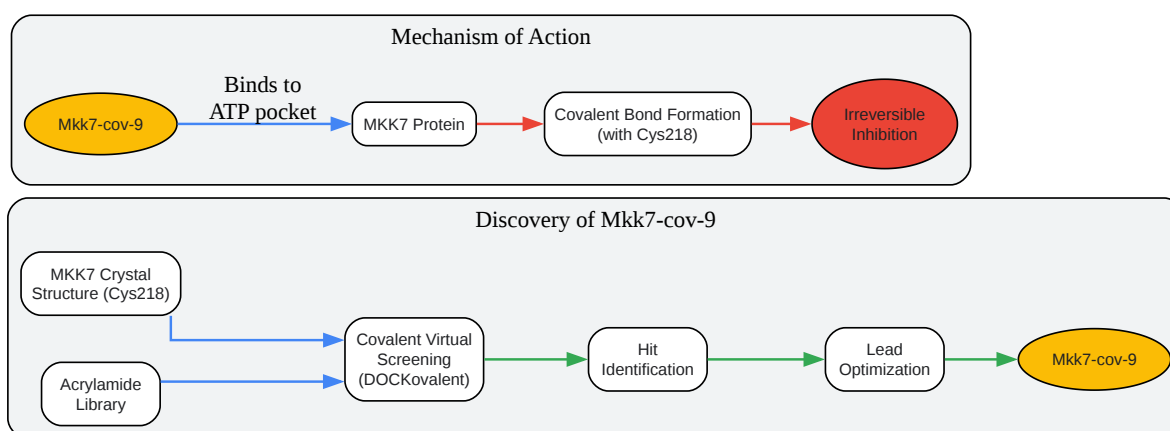 Mechanism of Action
Binds to
ATP pocket
Mkk7-cov-9
MKK7 Protein
Covalent Bond Formation
(with Cys218)
Irreversible
Inhibition
Discovery of Mkk7-cov-9
MKK7 Crystal
Structure (Cys218)
Acrylamide
Library
Covalent Virtual
Screening
(DOCKovalent)
Hit
Identification
Lead
Optimization
Mkk7-cov-9